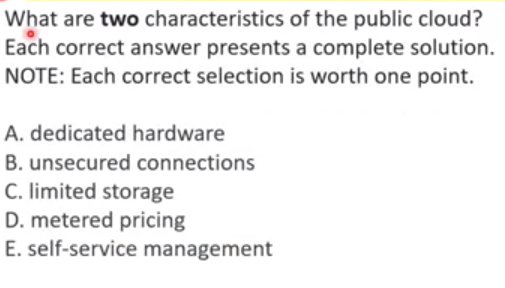 What are two characteristics of the public cloud?
Each correct answer presents a complete solution.
NOTE: Each correct selection is worth one point.
A. dedicated hardware
B. unsecured connections
C. limited storage
D. metered pricing
E. self-service management